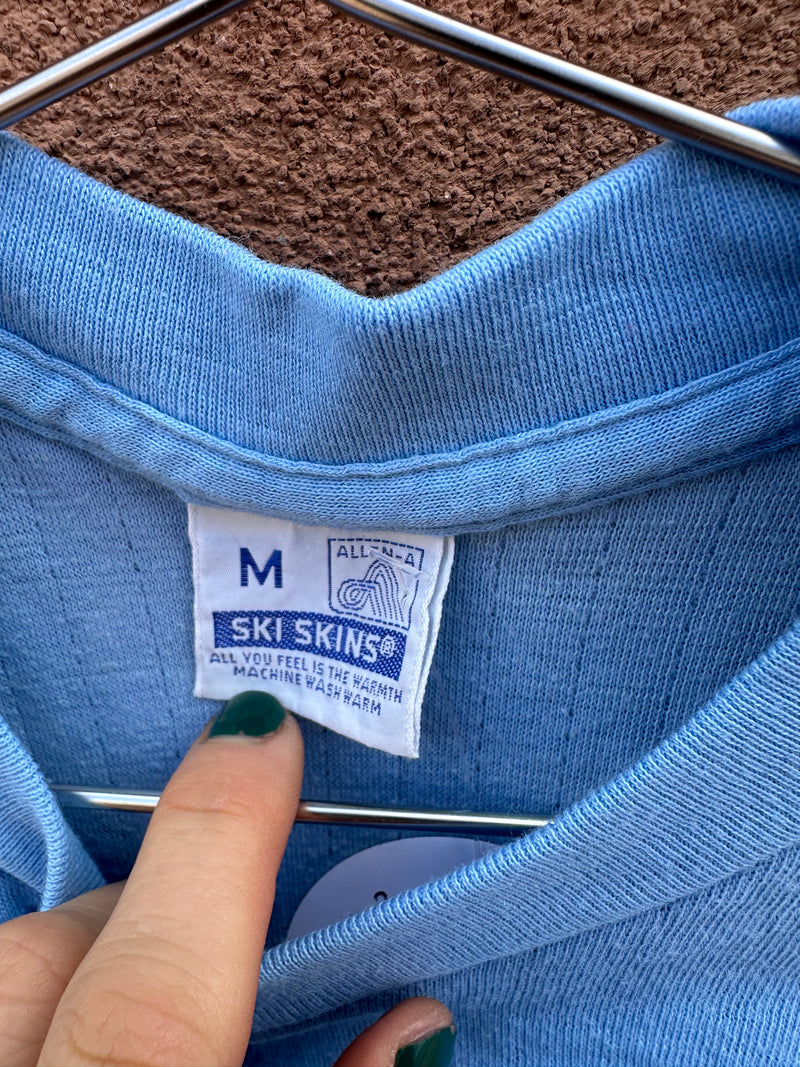 M
ALLEN-A
SKI SKINS®
ALL YOU FEEL IS THE WARMTH
MACHINE WASH WARM